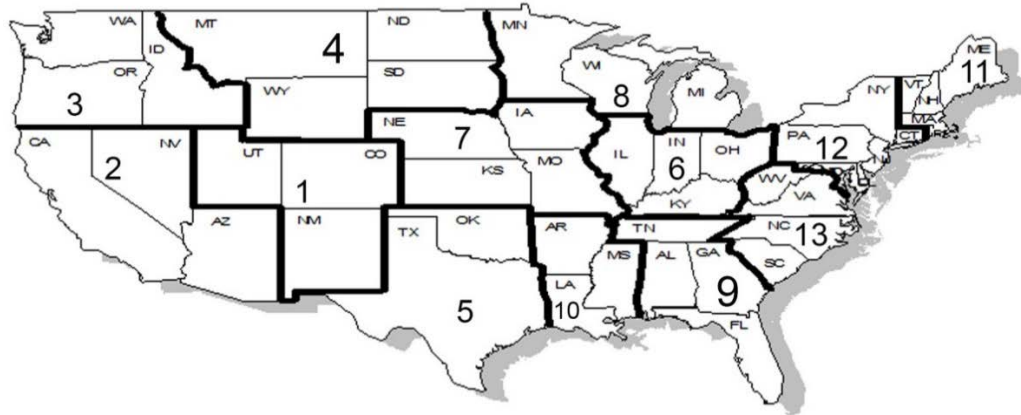 WA
MT
ND
MN
ID
4
OR
SD
WI
ME
11
VT
NH
NY
MA
3
WY
8
MI
CT
RI
IA
NE
7
PA
12
NJ
CA
NV
2
UT
CO
IL
IN
6
OH
MO
KS
WV
VA
1
KY
AZ
NM
OK
TX
AR
TN
NC
13
MS
AL
GA
SC
LA
10
9
5
FL